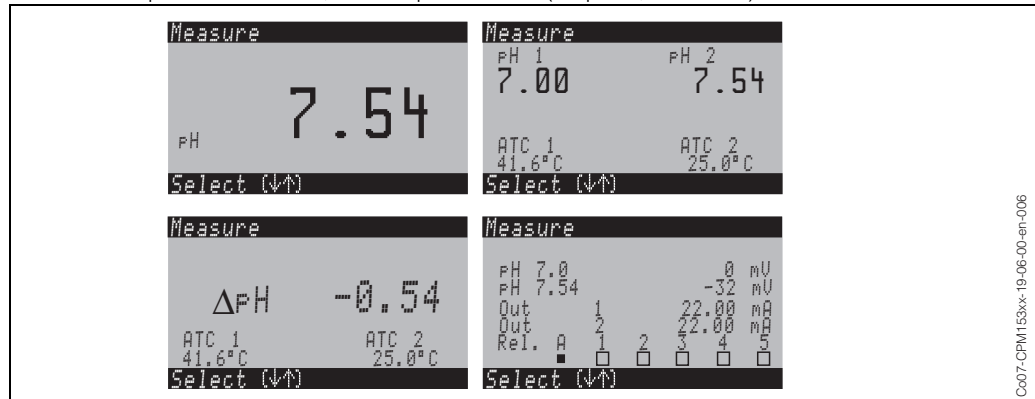 Measure
7.54
pH
Select (↓↑)
Measure
pH 1 pH 2
7.00 7.54
ATC 1 ATC 2
41.6°C 25.0°C
Select (↓↑)
Measure
ΔpH -0.54
ATC 1 ATC 2
41.6°C 25.0°C
Select (↓↑)
Measure
pH 7.0 0 mV
pH 7.54 -32 mV
Out 1 22.00 mA
Out 2 22.00 mA
Rel. A 1 2 3 4 5
■ □ □ □ □ □
Select (↓↑)
Co07-CPM153xx-19-06-00-en-006